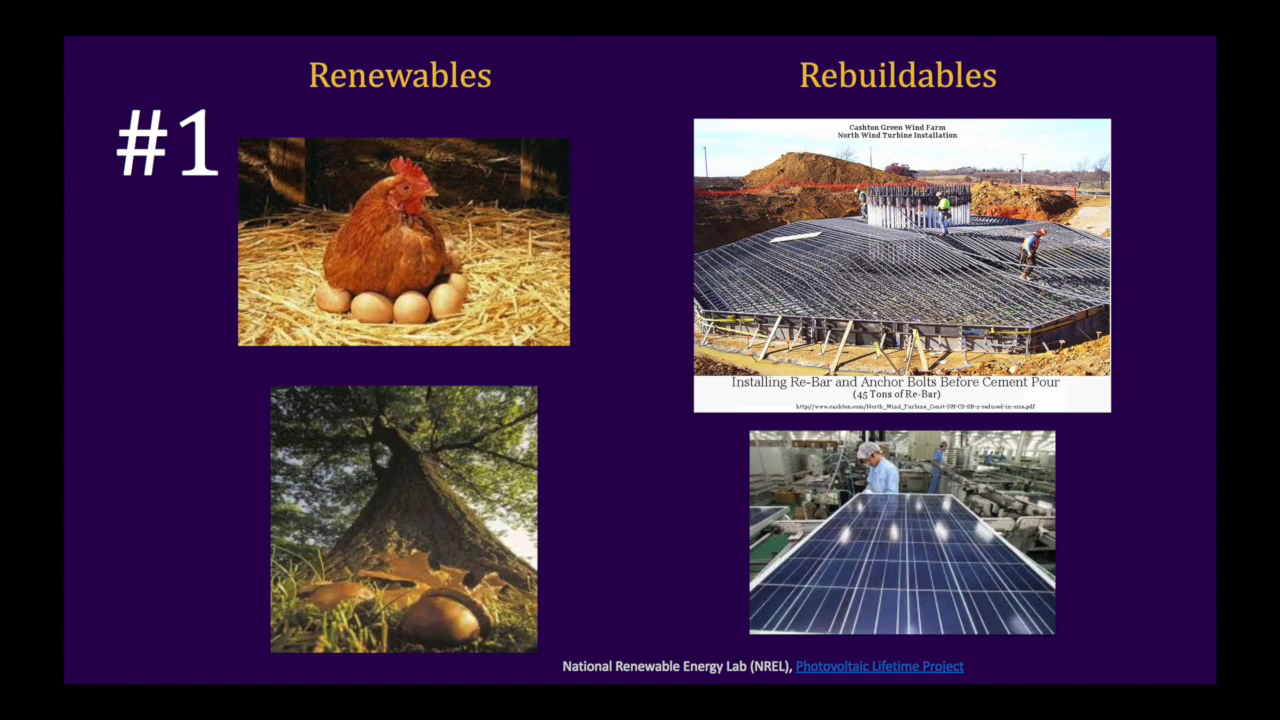 Renewables
Rebuildables
#1
Cashton Green Wind Farm
North Wind Turbine Installation
Installing Re-Bar and Anchor Bolts Before Cement Pour
(45 Tons of Re-Bar)
National Renewable Energy Lab (NREL), Photovoltaic Lifetime Project